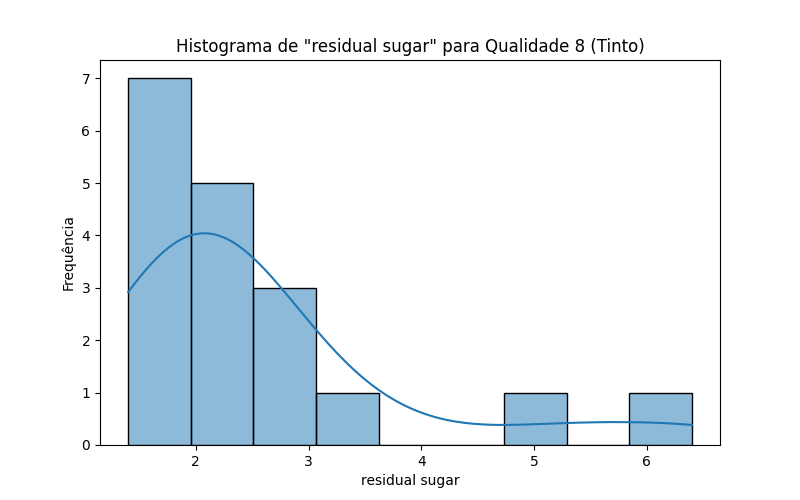 Histograma de "residual sugar" para Qualidade 8 (Tinto)
Frequência
7
6
5
4
3
2
1
0
2 3 4 5 6
residual sugar